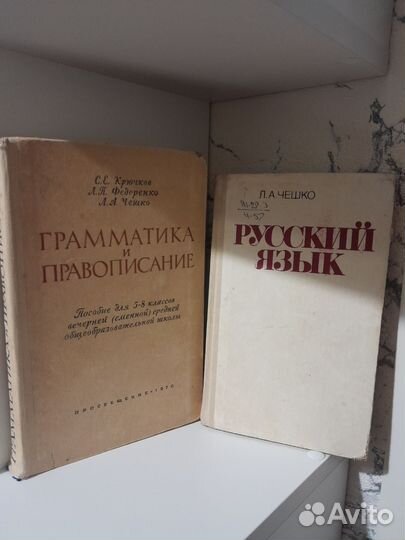 С.Е. Крючков
Л.П. Федоренко
Л.А. Чешко
ГРАММАТИКА
И
ПРАВОПИСАНИЕ
Пособие для 5-8 классов
вечерней (сменной) средней
общеобразовательной школы
ПРОСВЕЩЕНИЕ • 1970
Л.А.ЧЕШКО
РУССКИЙ
ЯЗЫК
Avito